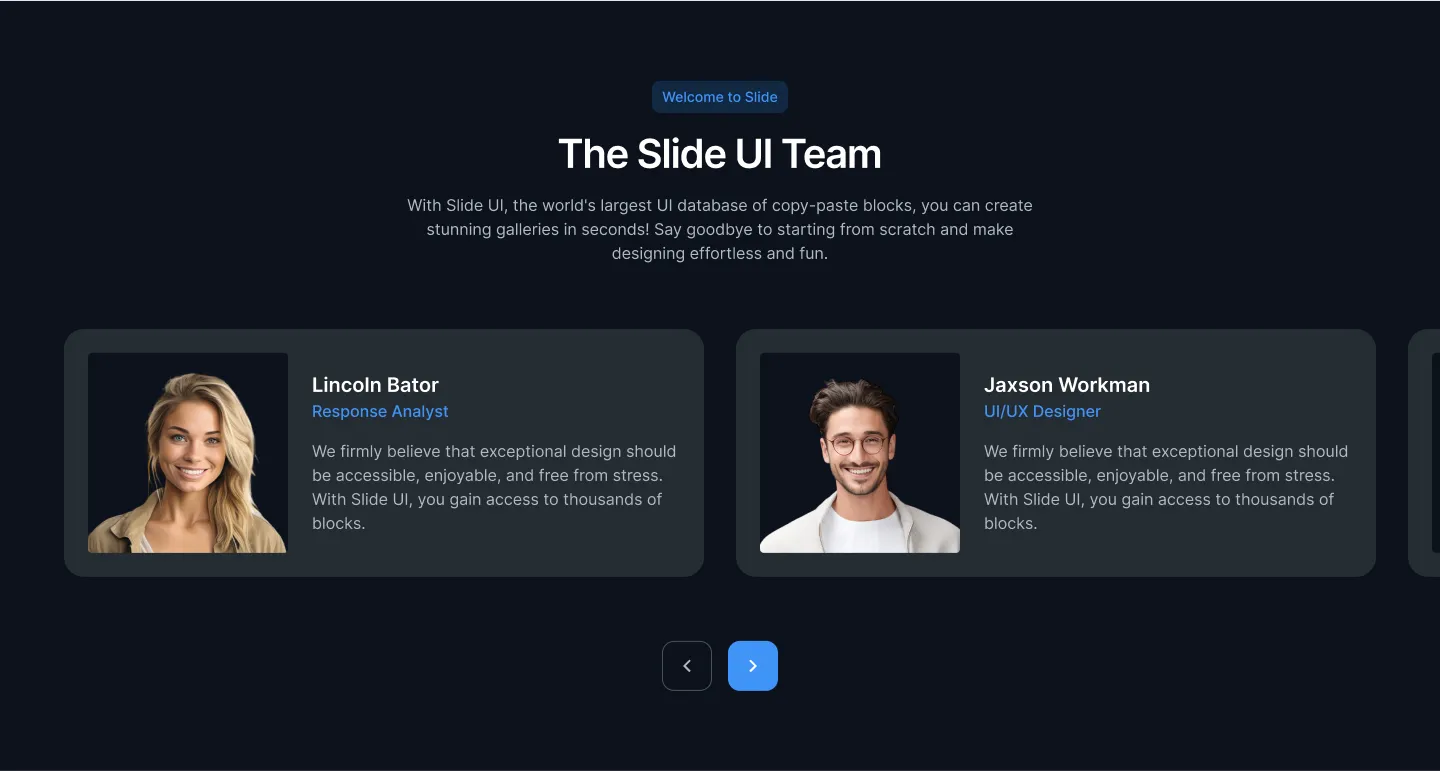 Welcome to Slide
The Slide UI Team
With Slide UI, the world's largest UI database of copy-paste blocks, you can create
stunning galleries in seconds! Say goodbye to starting from scratch and make
designing effortless and fun.
Lincoln Bator
Response Analyst
We firmly believe that exceptional design should
be accessible, enjoyable, and free from stress.
With Slide UI, you gain access to thousands of
blocks.
Jaxson Workman
UI/UX Designer
We firmly believe that exceptional design should
be accessible, enjoyable, and free from stress.
With Slide UI, you gain access to thousands of
blocks.